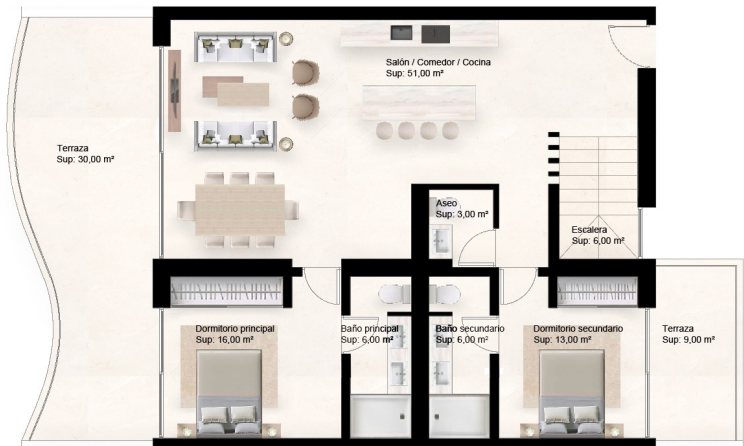 Salón / Comedor / Cocina
Sup: 51,00 m²
Terraza
Sup: 30,00 m²
Aseo
Sup: 3,00 m²
Escalera
Sup: 6,00 m²
Dormitorio principal
Sup: 16,00 m²
Baño principal
Sup: 6,00 m²
Baño secundario
Sup: 6,00 m²
Dormitorio secundario
Sup: 13,00 m²
Terraza
Sup: 9,00 m²